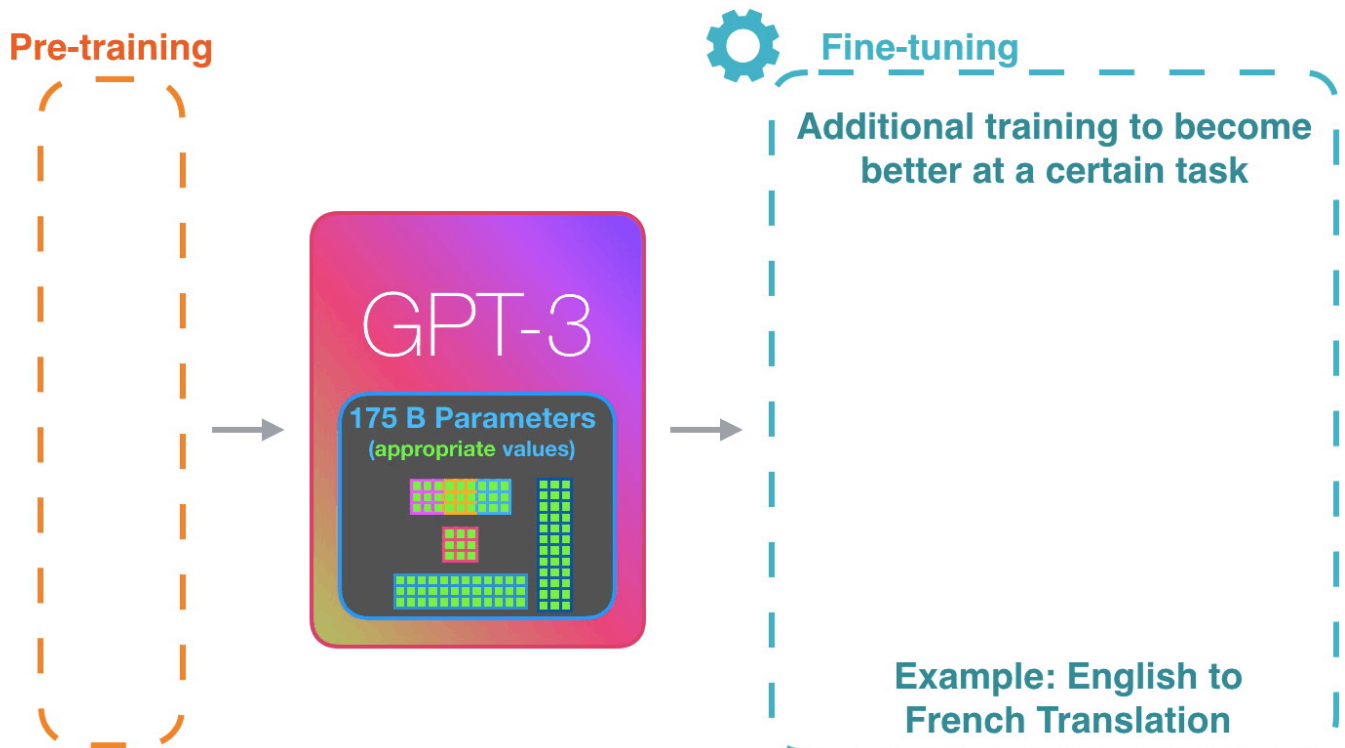 Pre-training
Fine-tuning
Additional training to become
better at a certain task
GPT-3
175 B Parameters
(appropriate values)
Example: English to
French Translation